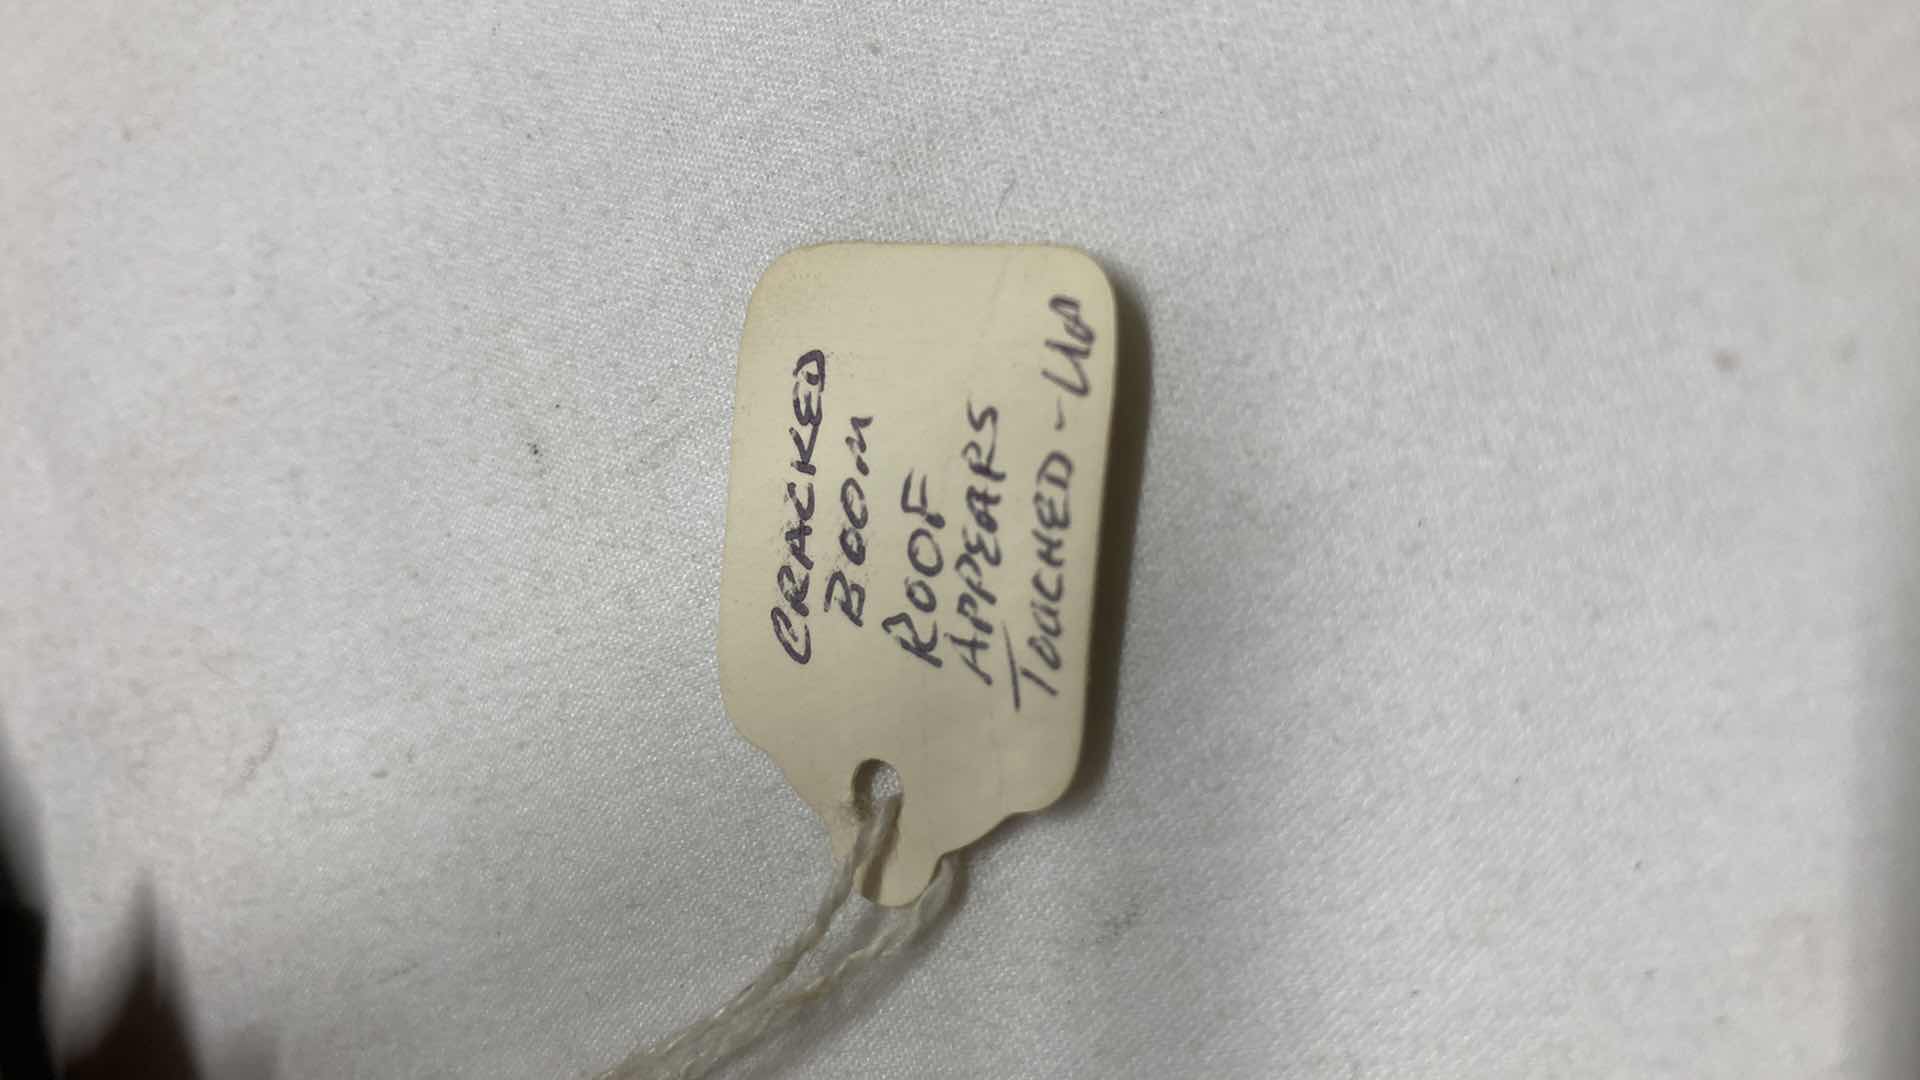 CRACKED
BOOM
ROOF
APPEARS
TOUCHED-UP